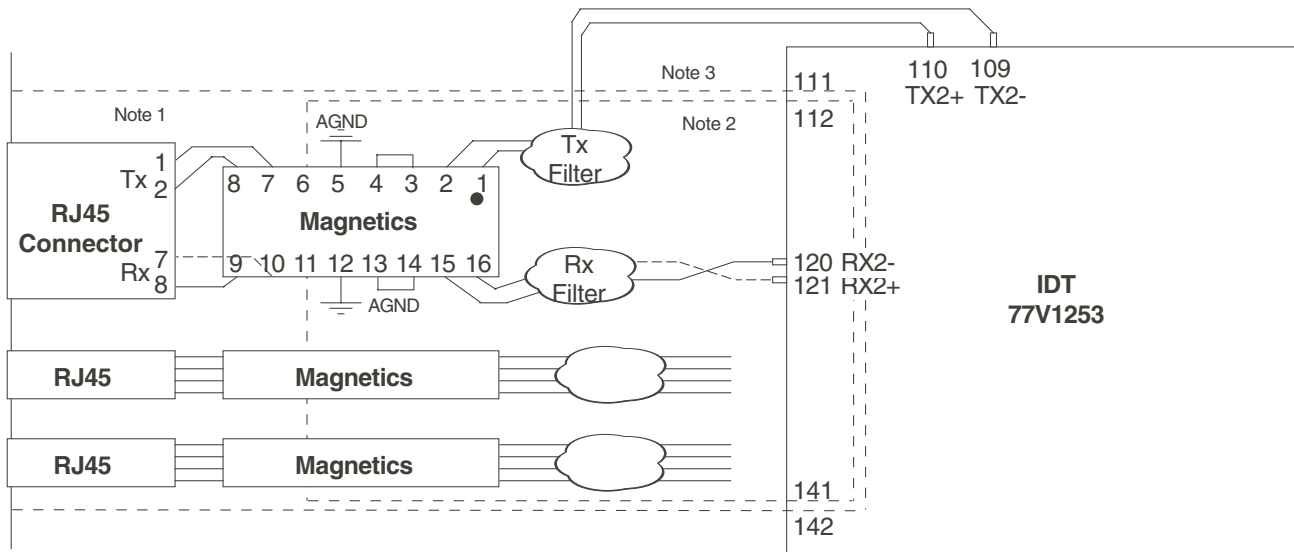 110 109
TX2+ TX2-
Note 3
111
Note 1
AGND
Note 2
112
1
Tx
2
RJ45
Connector
7
Rx
8
8 7 6 5 4 3 2 1
Magnetics
9 10 11 12 13 14 15 16
AGND
Tx
Filter
Rx
Filter
120 RX2-
121 RX2+
IDT
77V1253
RJ45
Magnetics
RJ45
Magnetics
141
142